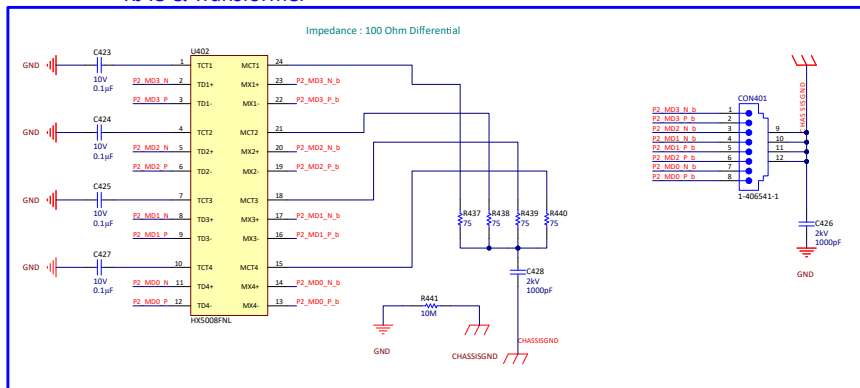 Impedance : 100 Ohm Differential
U402
C423
GND
10V
0.1µF
1 TCT1 MCT1 24
P2_MD3_N 2 TD1+ MX1+ 23 P2_MD3_N_b
P2_MD3_P 3 TD1- MX1- 22 P2_MD3_P_b
C424
GND
10V
0.1µF
4 TCT2 MCT2 21
P2_MD2_N 5 TD2+ MX2+ 20 P2_MD2_N_b
P2_MD2_P 6 TD2- MX2- 19 P2_MD2_P_b
C425
GND
10V
0.1µF
7 TCT3 MCT3 18
P2_MD1_N 8 TD3+ MX3+ 17 P2_MD1_N_b
P2_MD1_P 9 TD3- MX3- 16 P2_MD1_P_b
C427
GND
10V
0.1µF
10 TCT4 MCT4 15
P2_MD0_N 11 TD4+ MX4+ 14 P2_MD0_N_b
P2_MD0_P 12 TD4- MX4- 13 P2_MD0_P_b
HX5008FNL
R437 R438 R439 R440
75 75 75 75
C428
2kV
1000pF
R441
10M
GND
CHASSISGND
CHASSISGND
CHASSISGND
CON401
P2_MD3_N_b 1
P2_MD3_P_b 2
P2_MD2_N_b 3
P2_MD1_N_b 4
P2_MD1_P_b 5
P2_MD2_P_b 6
P2_MD0_N_b 7
P2_MD0_P_b 8
9
10
11
12
1-406541-1
C426
2kV
1000pF
GND